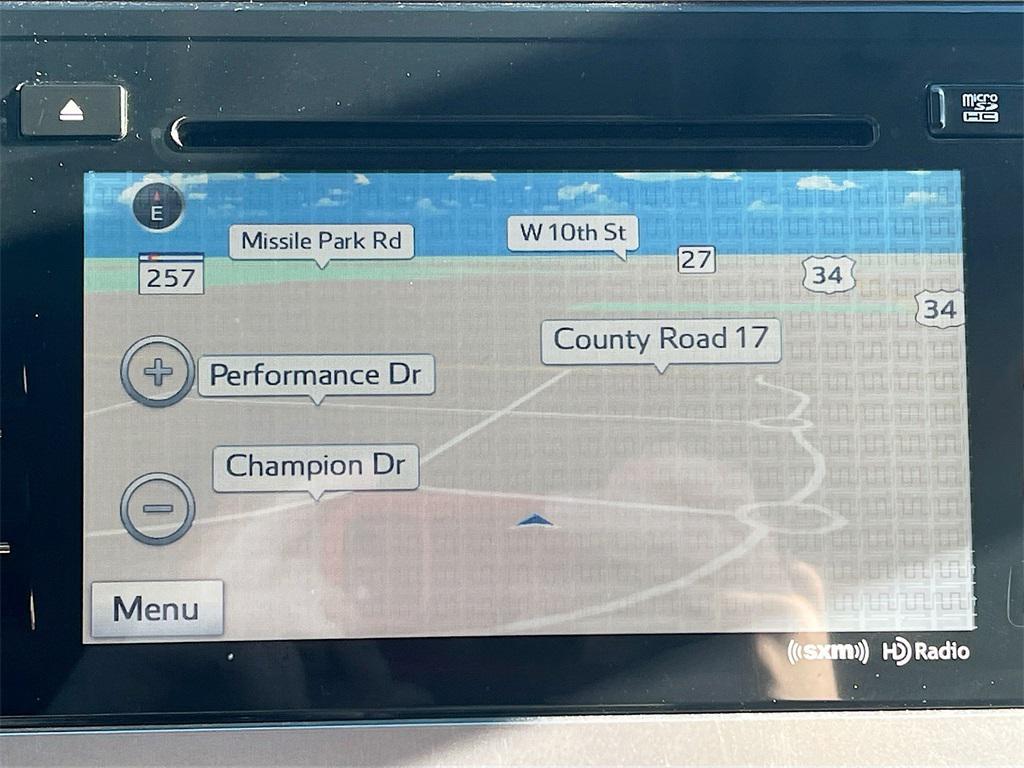 micro
SD
HC
E
Missile Park Rd
W 10th St
257
27
34
34
County Road 17
Performance Dr
Champion Dr
Menu
((sxm)) HD Radio